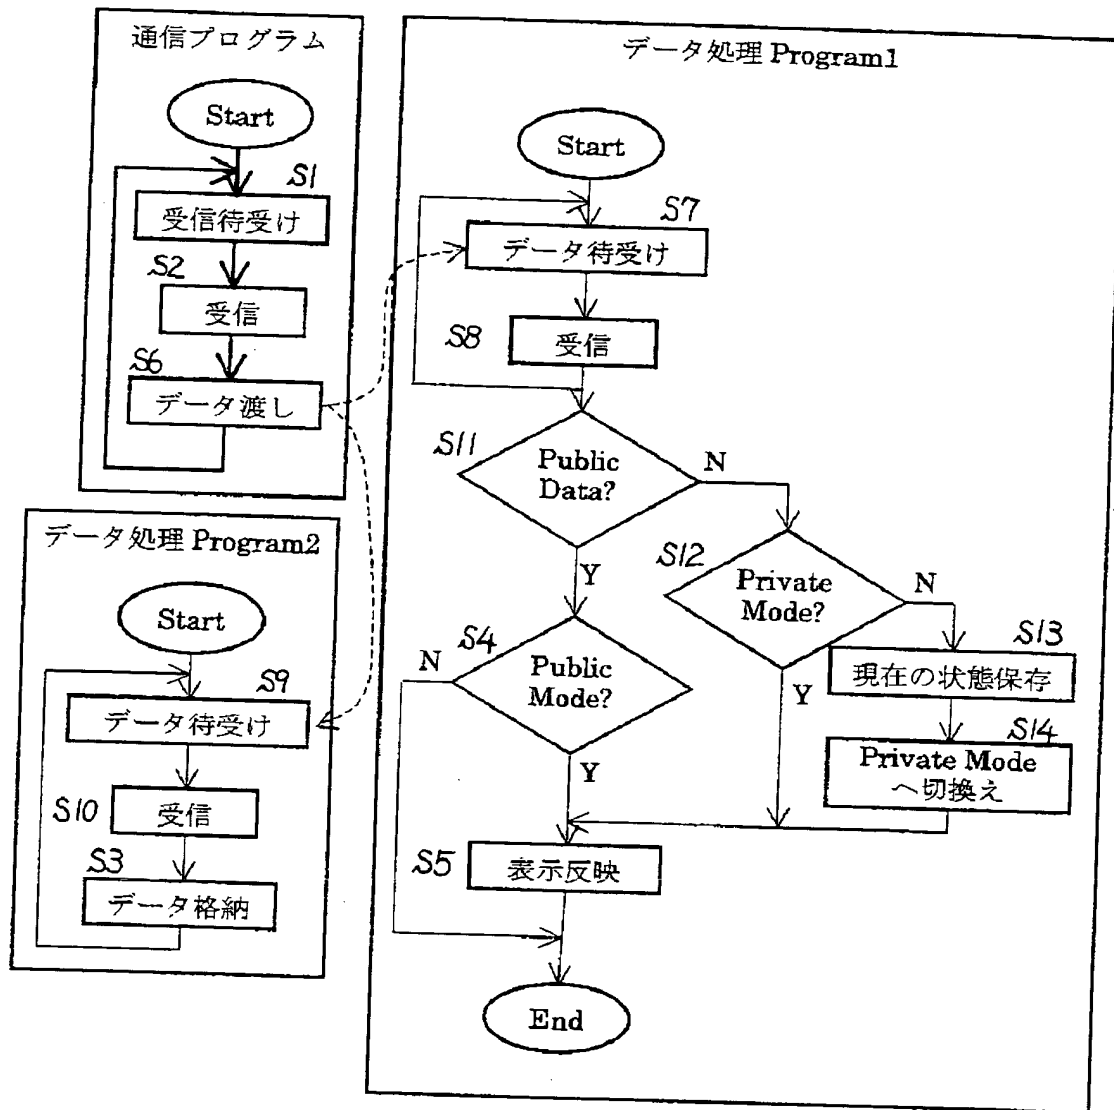 通信プログラム
Start
S1
受信待受け
S2
受信
S6
データ渡し
データ処理 Program2
Start
S9
データ待受け
S10
受信
S3
データ格納
データ処理 Program1
Start
S7
データ待受け
S8
受信
S11
Public
Data?
N
Y
S12
Private
Mode?
N
Y
S13
現在の状態保存
S14
Private Mode
へ切換え
S4
Public
Mode?
N
Y
S5
表示反映
End